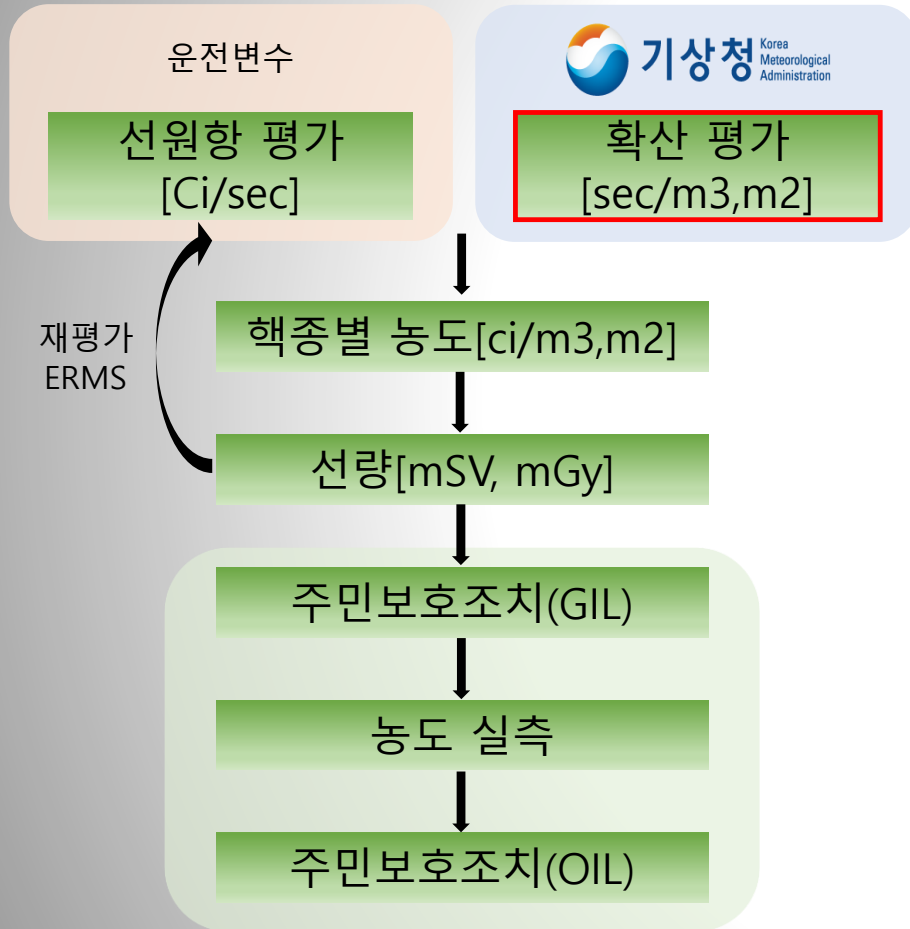 운전변수
선원항 평가
[Ci/sec]
기상청
Korea
Meteorological
Administration
확산 평가
[sec/m3,m2]
재평가
ERMS
핵종별 농도[ci/m3,m2]
선량[mSV, mGy]
주민보호조치(GIL)
농도 실측
주민보호조치(OIL)